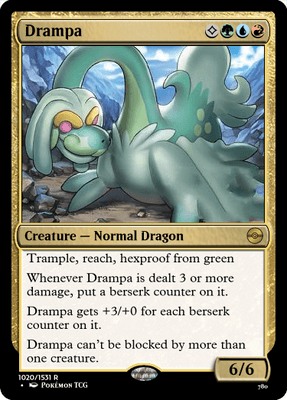 Drampa
Creature — Normal Dragon
Trample, reach, hexproof from green
Whenever Drampa is dealt 3 or more
damage, put a berserk counter on it.
Drampa gets +3/+0 for each berserk
counter on it.
Drampa can't be blocked by more than
one creature.
6/6
1020/1531 R
• Pokémon TCG
780